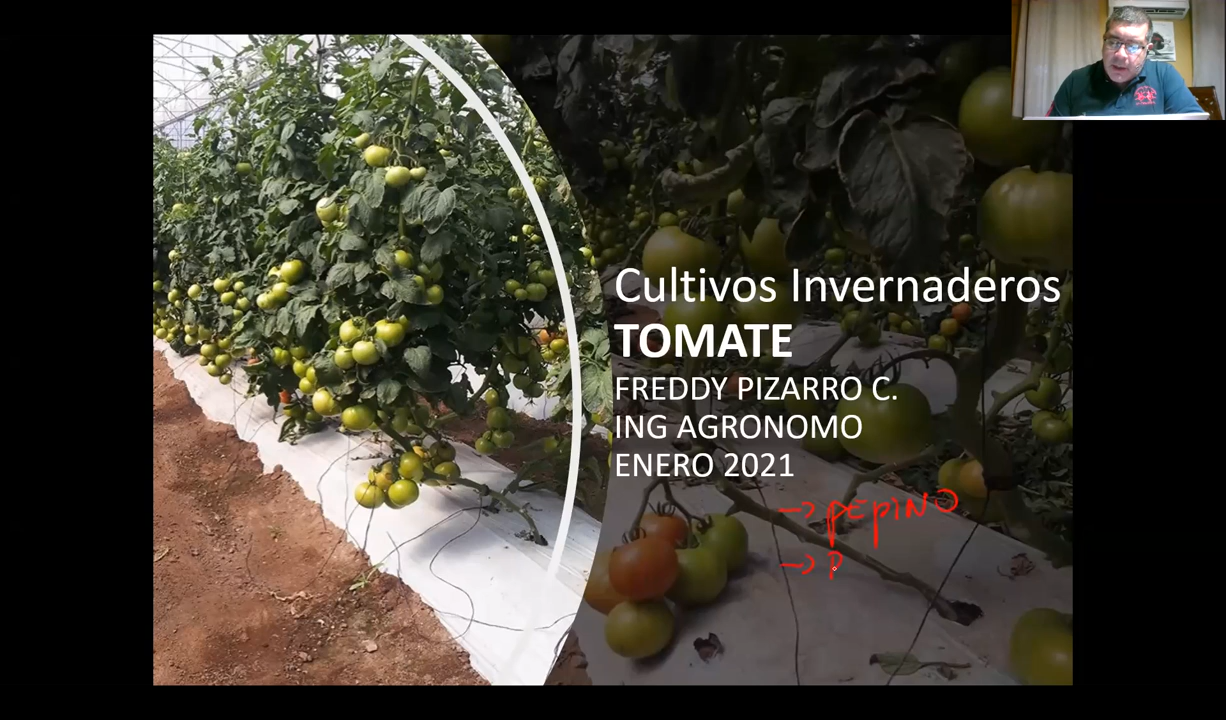 Cultivos Invernaderos
TOMATE
FREDDY PIZARRO C.
ING AGRONOMO
ENERO 2021
→ PEPINO
→ P